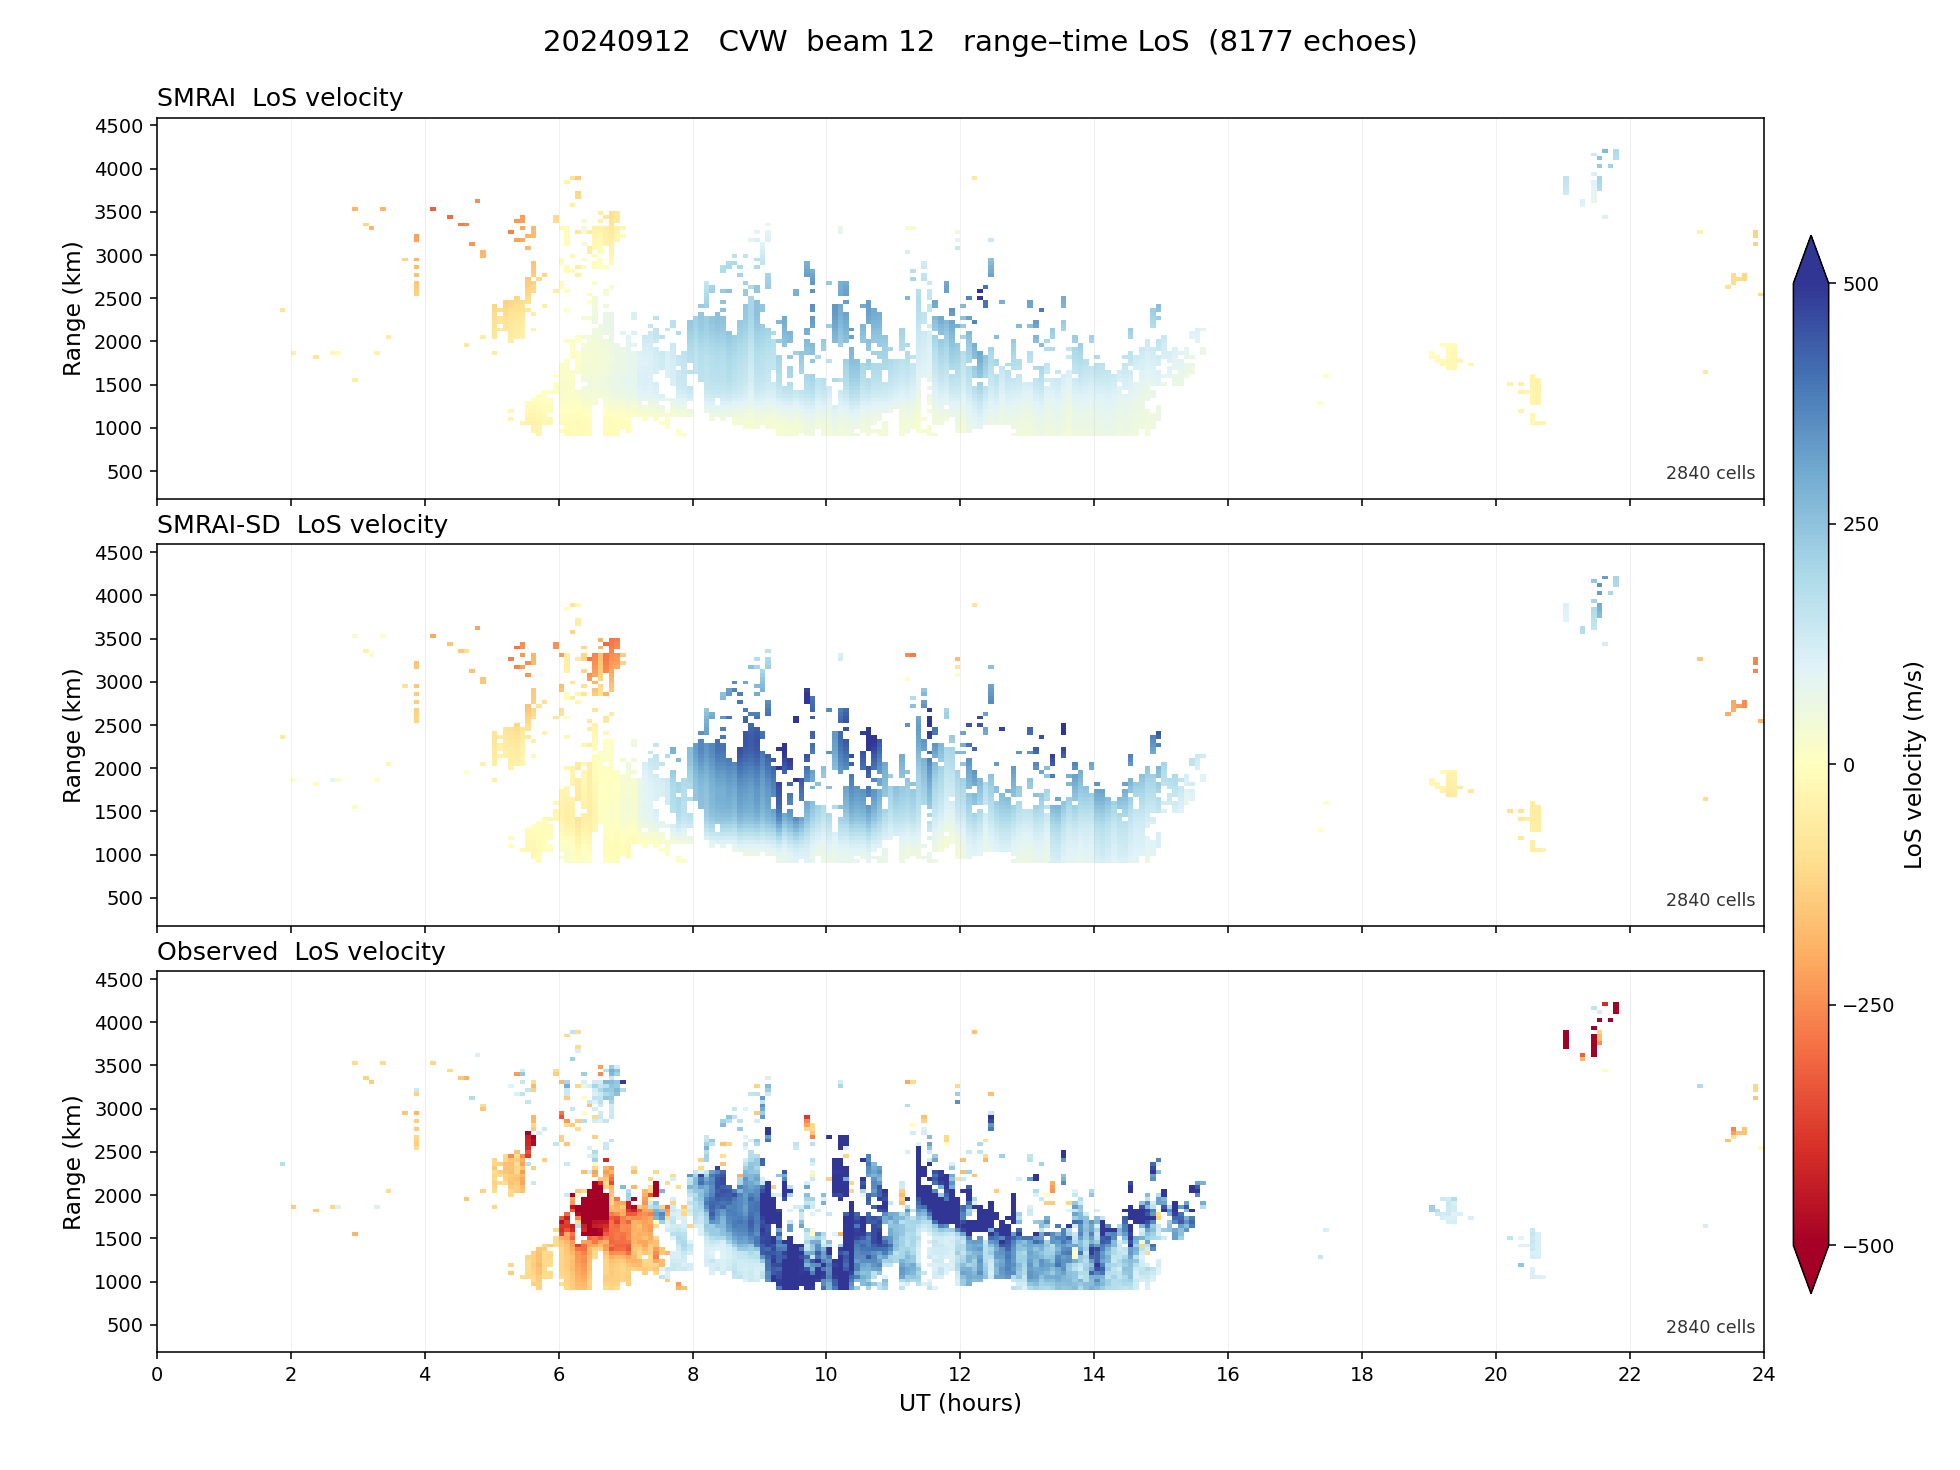 20240912   CVW  beam 12   range–time LoS  (8177 echoes)
SMRAI  LoS velocity
4500
4000
3500
3000
2500
2000
1500
1000
500
Range (km)
2840 cells
SMRAI-SD  LoS velocity
4500
4000
3500
3000
2500
2000
1500
1000
500
Range (km)
2840 cells
Observed  LoS velocity
4500
4000
3500
3000
2500
2000
1500
1000
500
Range (km)
2840 cells
0 2 4 6 8 10 12 14 16 18 20 22 24
UT (hours)
500
250
0
−250
−500
LoS velocity (m/s)